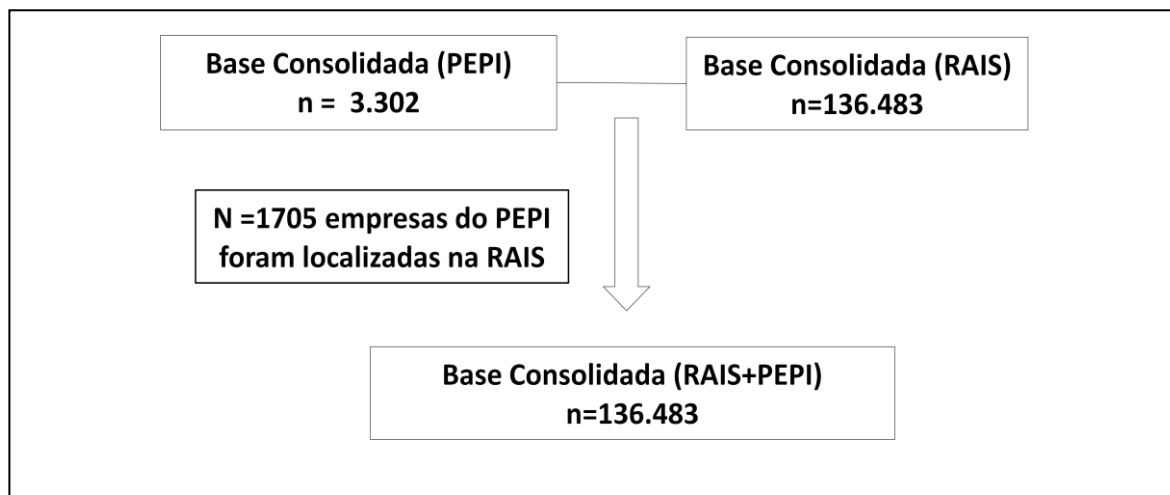 Base Consolidada (PEPI)
n = 3.302
Base Consolidada (RAIS)
n=136.483
N =1705 empresas do PEPI
foram localizadas na RAIS
Base Consolidada (RAIS+PEPI)
n=136.483